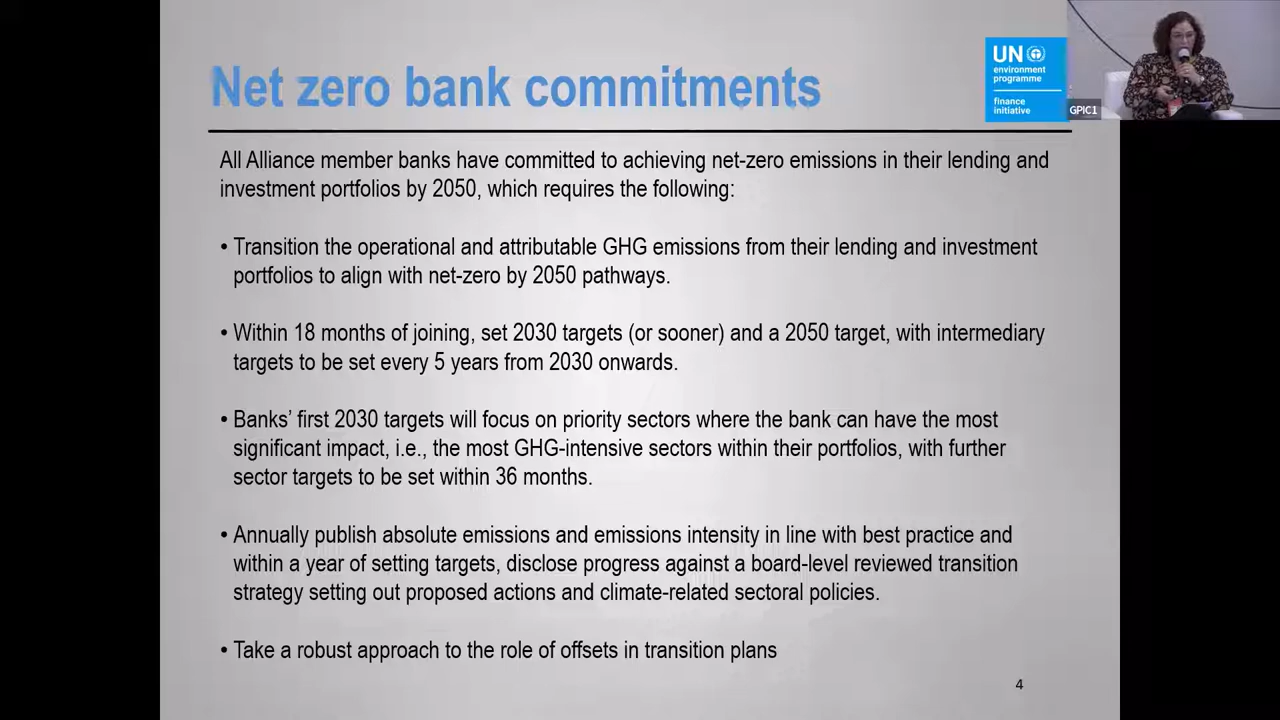 Net zero bank commitments
UN
environment
programme
finance
initiative
GPIC1
All Alliance member banks have committed to achieving net-zero emissions in their lending and
investment portfolios by 2050, which requires the following:
• Transition the operational and attributable GHG emissions from their lending and investment
portfolios to align with net-zero by 2050 pathways.
• Within 18 months of joining, set 2030 targets (or sooner) and a 2050 target, with intermediary
targets to be set every 5 years from 2030 onwards.
• Banks’ first 2030 targets will focus on priority sectors where the bank can have the most
significant impact, i.e., the most GHG-intensive sectors within their portfolios, with further
sector targets to be set within 36 months.
• Annually publish absolute emissions and emissions intensity in line with best practice and
within a year of setting targets, disclose progress against a board-level reviewed transition
strategy setting out proposed actions and climate-related sectoral policies.
• Take a robust approach to the role of offsets in transition plans
4